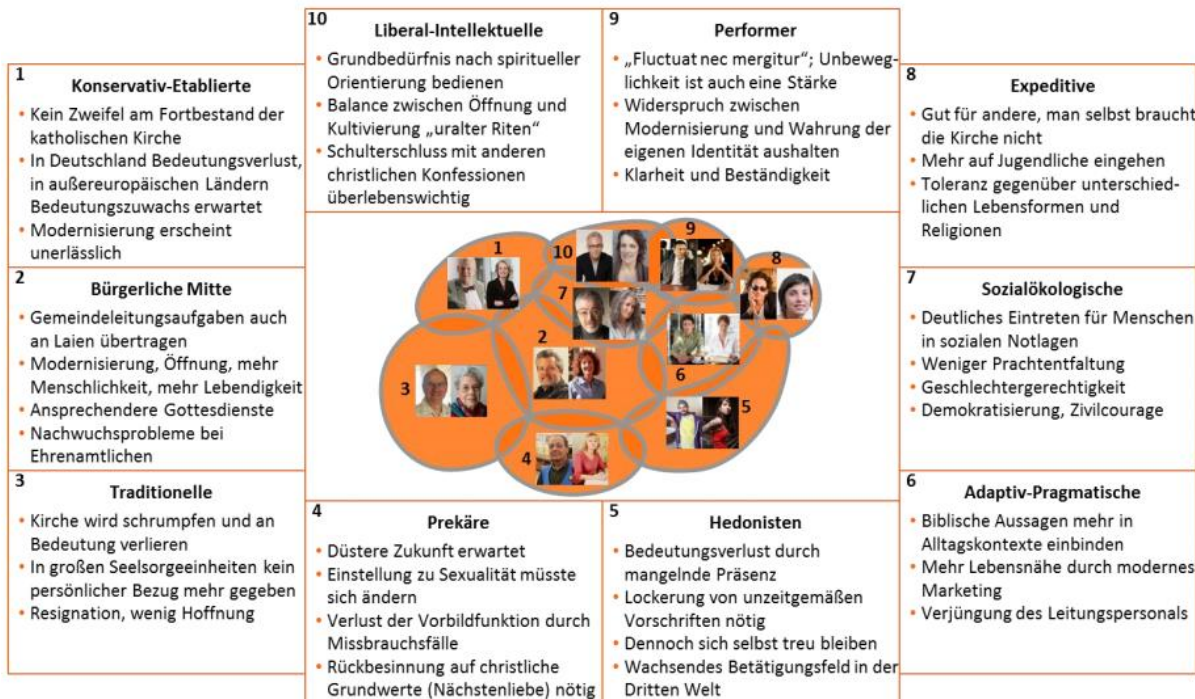 1
Konservativ-Etablierte
• Kein Zweifel am Fortbestand der
katholischen Kirche
• In Deutschland Bedeutungsverlust,
in außereuropäischen Ländern
Bedeutungszuwachs erwartet
• Modernisierung erscheint
unerlässlich
2
Bürgerliche Mitte
• Gemeindeleitungsaufgaben auch
an Laien übertragen
• Modernisierung, Öffnung, mehr
Menschlichkeit, mehr Lebendigkeit
• Ansprechendere Gottesdienste
• Nachwuchsprobleme bei
Ehrenamtlichen
3
Traditionelle
• Kirche wird schrumpfen und an
Bedeutung verlieren
• In großen Seelsorgeeinheiten kein
persönlicher Bezug mehr gegeben
• Resignation, wenig Hoffnung
10
Liberal-Intellektuelle
• Grundbedürfnis nach spiritueller
Orientierung bedienen
• Balance zwischen Öffnung und
Kultivierung „uralter Riten“
• Schulterschluss mit anderen
christlichen Konfessionen
überlebenswichtig
9
Performer
• „Fluctuat nec mergitur“; Unbeweg-
lichkeit ist auch eine Stärke
• Widerspruch zwischen
Modernisierung und Wahrung der
eigenen Identität aushalten
• Klarheit und Beständigkeit
1
10
9
8
7
2
6
3
5
4
4
Prekäre
• Düstere Zukunft erwartet
• Einstellung zu Sexualität müsste
sich ändern
• Verlust der Vorbildfunktion durch
Missbrauchsfälle
• Rückbesinnung auf christliche
Grundwerte (Nächstenliebe) nötig
5
Hedonisten
• Bedeutungsverlust durch
mangelnde Präsenz
• Lockerung von unzeitgemäßen
Vorschriften nötig
• Dennoch sich selbst treu bleiben
• Wachsendes Betätigungsfeld in der
Dritten Welt
8
Expeditive
• Gut für andere, man selbst braucht
die Kirche nicht
• Mehr auf Jugendliche eingehen
• Toleranz gegenüber unterschied-
lichen Lebensformen und
Religionen
7
Sozialökologische
• Deutliches Eintreten für Menschen
in sozialen Notlagen
• Weniger Prachtentfaltung
• Geschlechtergerechtigkeit
• Demokratisierung, Zivilcourage
6
Adaptiv-Pragmatische
• Biblische Aussagen mehr in
Alltagskontexte einbinden
• Mehr Lebensnähe durch modernes
Marketing
• Verjüngung des Leitungspersonals